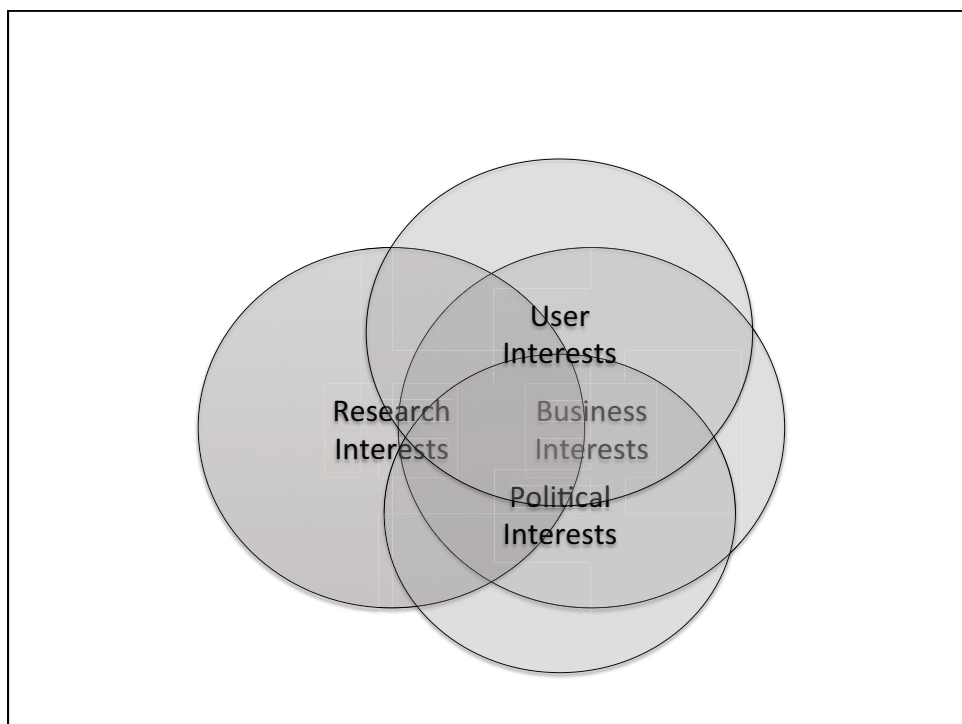 User
Interests
Research
Interests
Business
Interests
Political
Interests